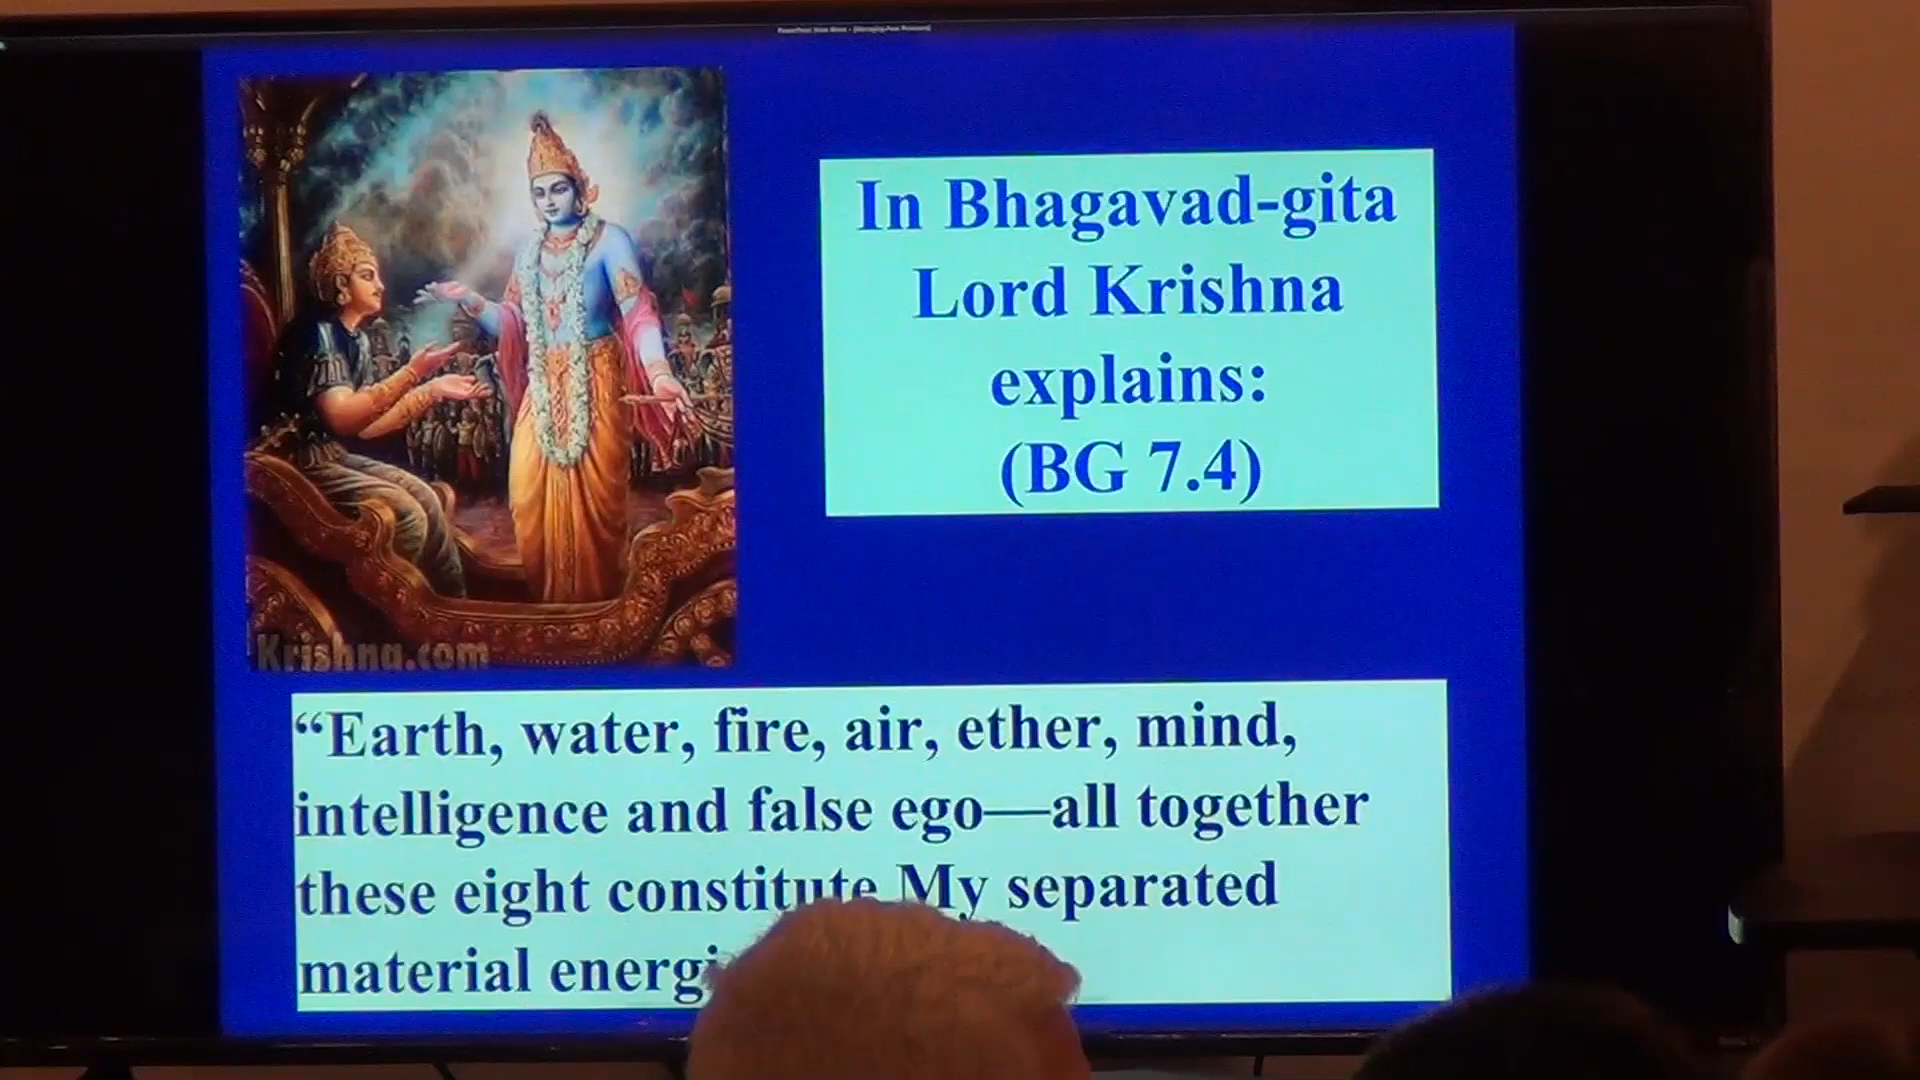 In Bhagavad-gita
Lord Krishna
explains:
(BG 7.4)
Krishna.com
“Earth, water, fire, air, ether, mind,
intelligence and false ego—all together
these eight constitute My separated
material